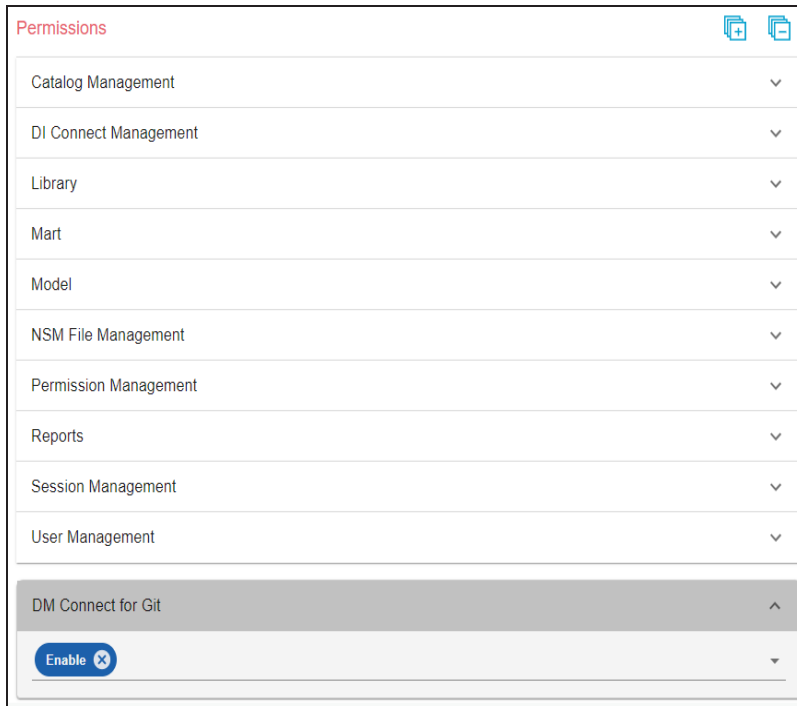 Permissions
Catalog Management
DI Connect Management
Library
Mart
Model
NSM File Management
Permission Management
Reports
Session Management
User Management
DM Connect for Git
Enable